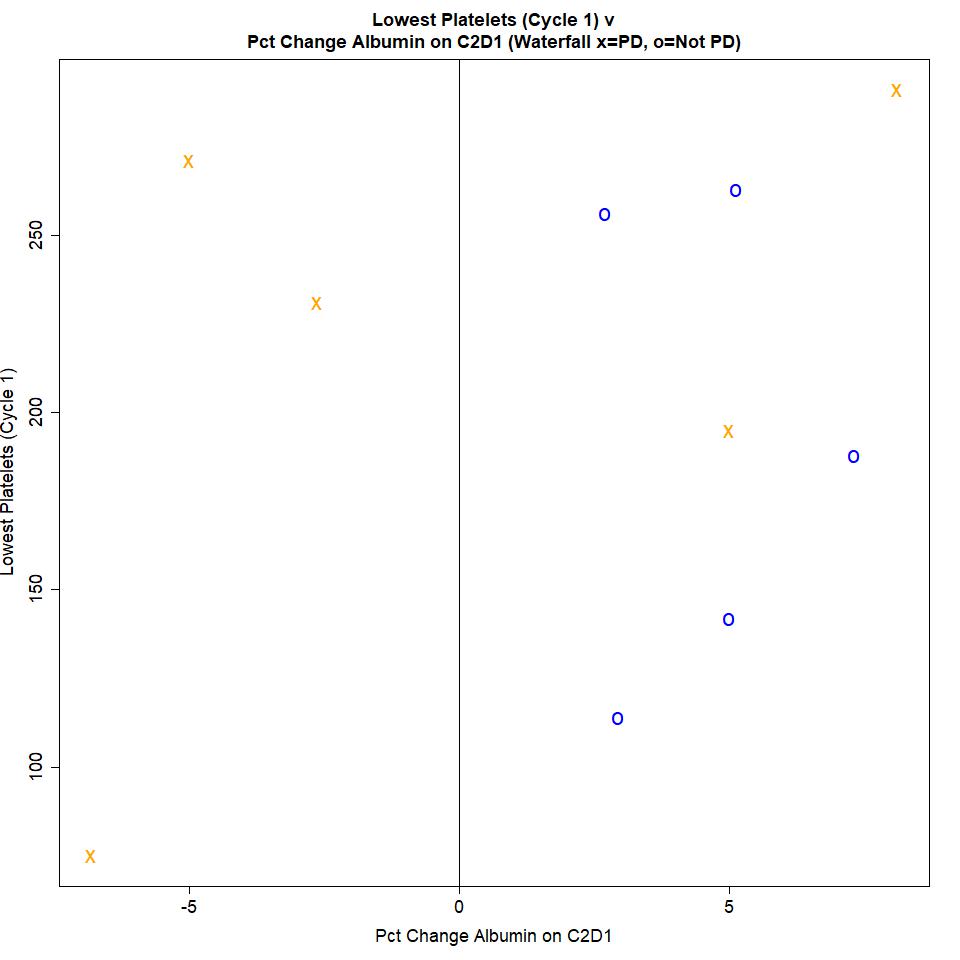 Lowest Platelets (Cycle 1) v
Pct Change Albumin on C2D1 (Waterfall x=PD, o=Not PD)
X
X
O
O
250
X
Lowest Platelets (Cycle 1)
200
X
O
150
O
O
100
X
-5 0 5
Pct Change Albumin on C2D1